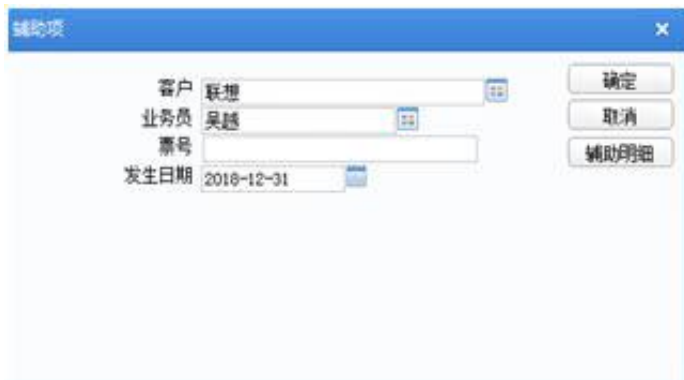 辅助项
客户 联想
确定
业务员 吴越
取消
票号
辅助明细
发生日期 2018-12-31